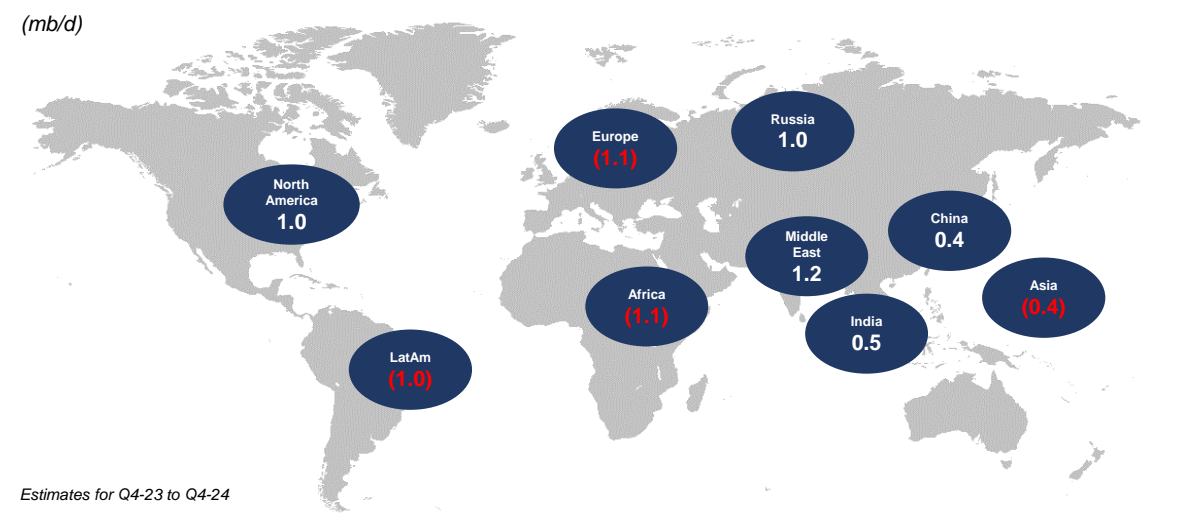 (mb/d)
Europe
(1.1)
Russia
1.0
North
America
1.0
China
0.4
Middle
East
1.2
Africa
(1.1)
Asia
(0.4)
India
0.5
LatAm
(1.0)
Estimates for Q4-23 to Q4-24